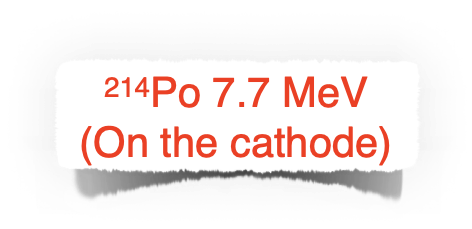 ²¹⁴Po 7.7 MeV
(On the cathode)